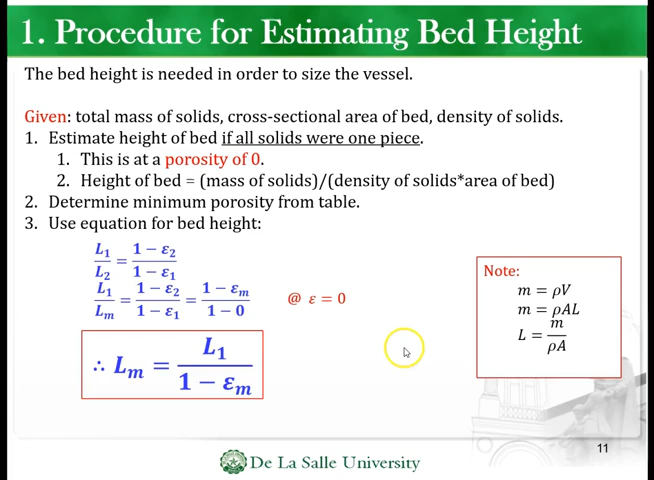 1. Procedure for Estimating Bed Height
The bed height is needed in order to size the vessel.
Given: total mass of solids, cross-sectional area of bed, density of solids.
1. Estimate height of bed if all solids were one piece.
1. This is at a porosity of 0.
2. Height of bed = (mass of solids)/(density of solids*area of bed)
2. Determine minimum porosity from table.
3. Use equation for bed height:
L₁/L₂ = (1 − ε₂)/(1 − ε₁)
L₁/Lₘ = (1 − ε₂)/(1 − ε₁) = (1 − εₘ)/(1 − 0) @ ε = 0
∴ Lₘ = L₁/(1 − εₘ)
Note:
m = ρV
m = ρAL
L = m/ρA
11
De La Salle University